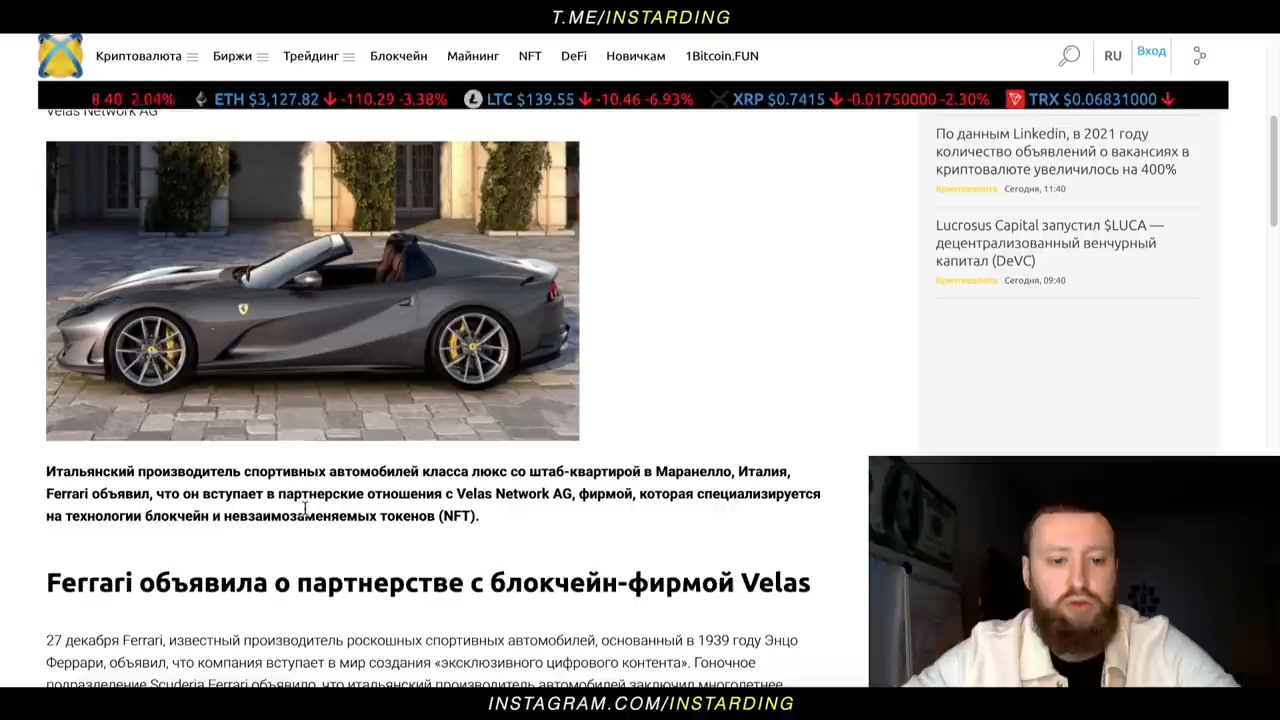 T.ME/INSTARDING
Криптовалюта Биржи Трейдинг Блокчейн Майнинг NFT DeFi Новичкам 1Bitcoin.FUN RU Вход
8.40 2.04% ETH $3,127.82 -110.29 -3.38% LTC $139.55 -10.46 -6.93% XRP $0.7415 -0.01750000 -2.30% TRX $0.06831000
Velas Network AG
По данным Linkedin, в 2021 году
количество объявлений о вакансиях в
криптовалюте увеличилось на 400%
Криптовалюта Сегодня, 11:40
Lucrosus Capital запустил $LUCA —
децентрализованный венчурный
капитал (DeVC)
Криптовалюта Сегодня, 09:40
Итальянский производитель спортивных автомобилей класса люкс со штаб-квартирой в Маранелло, Италия,
Ferrari объявил, что он вступает в партнерские отношения с Velas Network AG, фирмой, которая специализируется
на технологии блокчейн и невзаимозаменяемых токенов (NFT).
Ferrari объявила о партнерстве с блокчейн-фирмой Velas
27 декабря Ferrari, известный производитель роскошных спортивных автомобилей, основанный в 1939 году Энцо
Феррари, объявил, что компания вступает в мир создания «эксклюзивного цифрового контента». Гоночное
подразделение Scuderia Ferrari объявило, что итальянский производитель автомобилей заключил многолетнее
INSTAGRAM.COM/INSTARDING